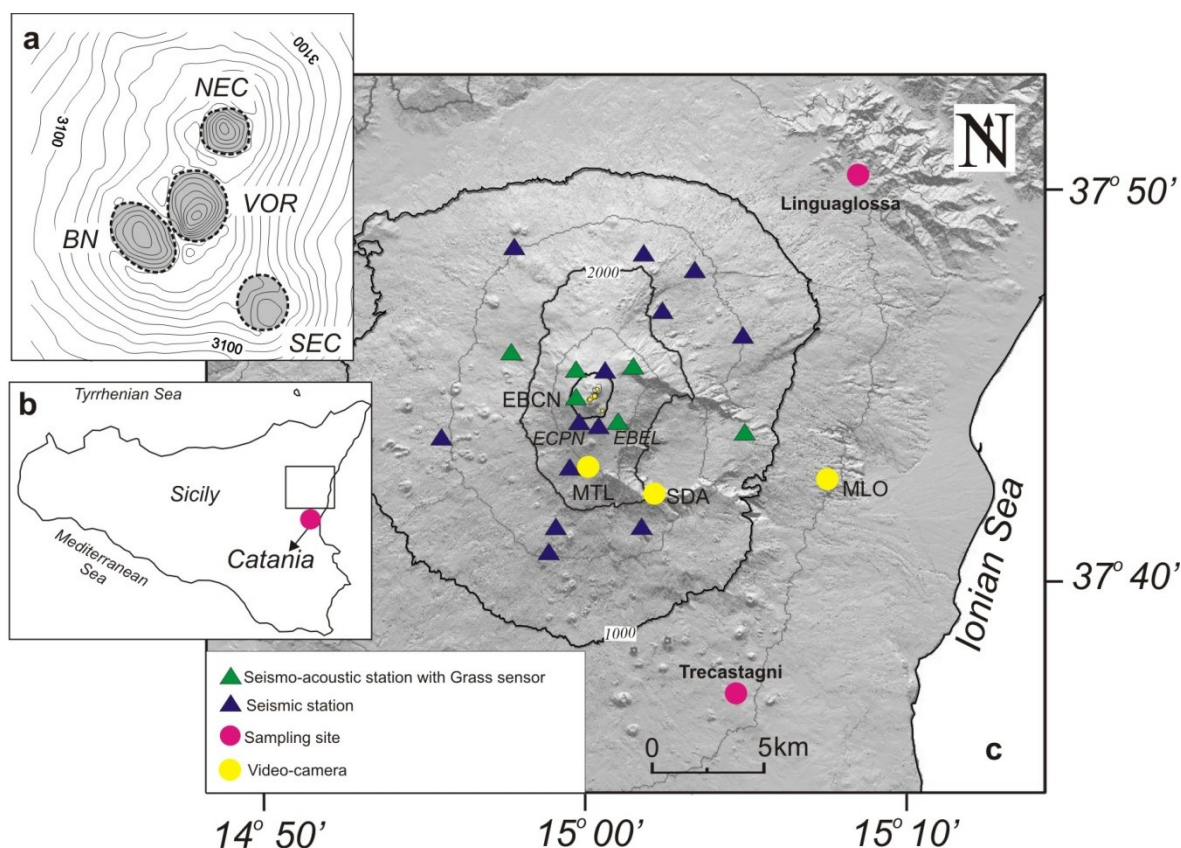 a
3100
NEC
3100
VOR
BN
SEC
3100
b
Tyrrhenian Sea
Sicily
Mediterranean
Sea
Catania
N
37° 50'
Linguaglossa
2000
EBCN
ECPN
EBEL
MTL
SDA
MLO
Ionian Sea
37° 40'
1000
Trecastagni
Seismo-acoustic station with Grass sensor
Seismic station
Sampling site
Video-camera
0 5km
c
14° 50'
15° 00'
15° 10'